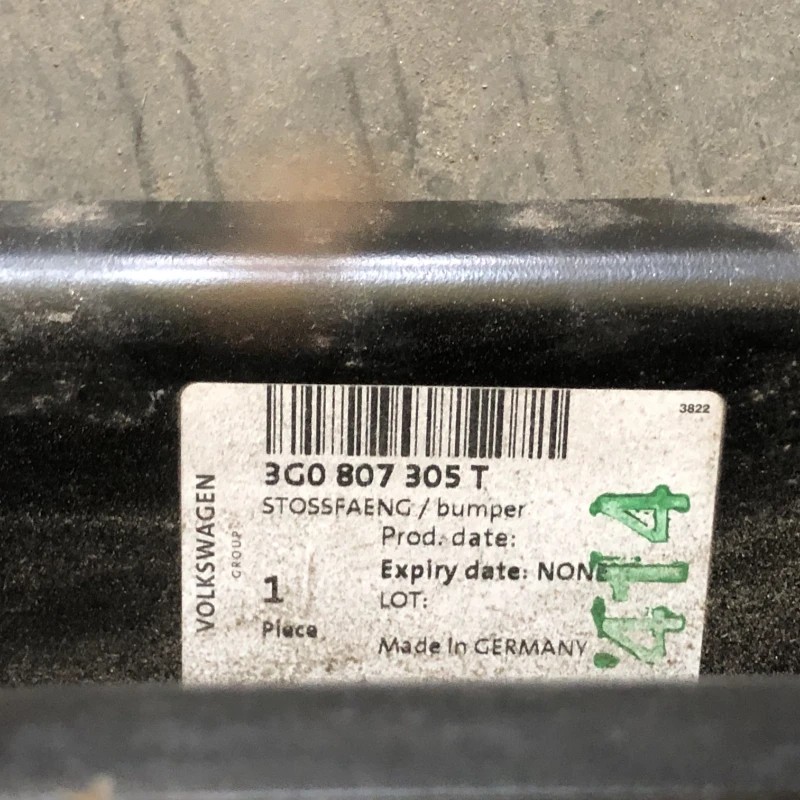 3822
3G0 807 305 T
STOSSFAENG / bumper
Prod. date:
Expiry date: NONE
LOT:
1
Piece
Made in GERMANY
VOLKSWAGEN
GROUP
414